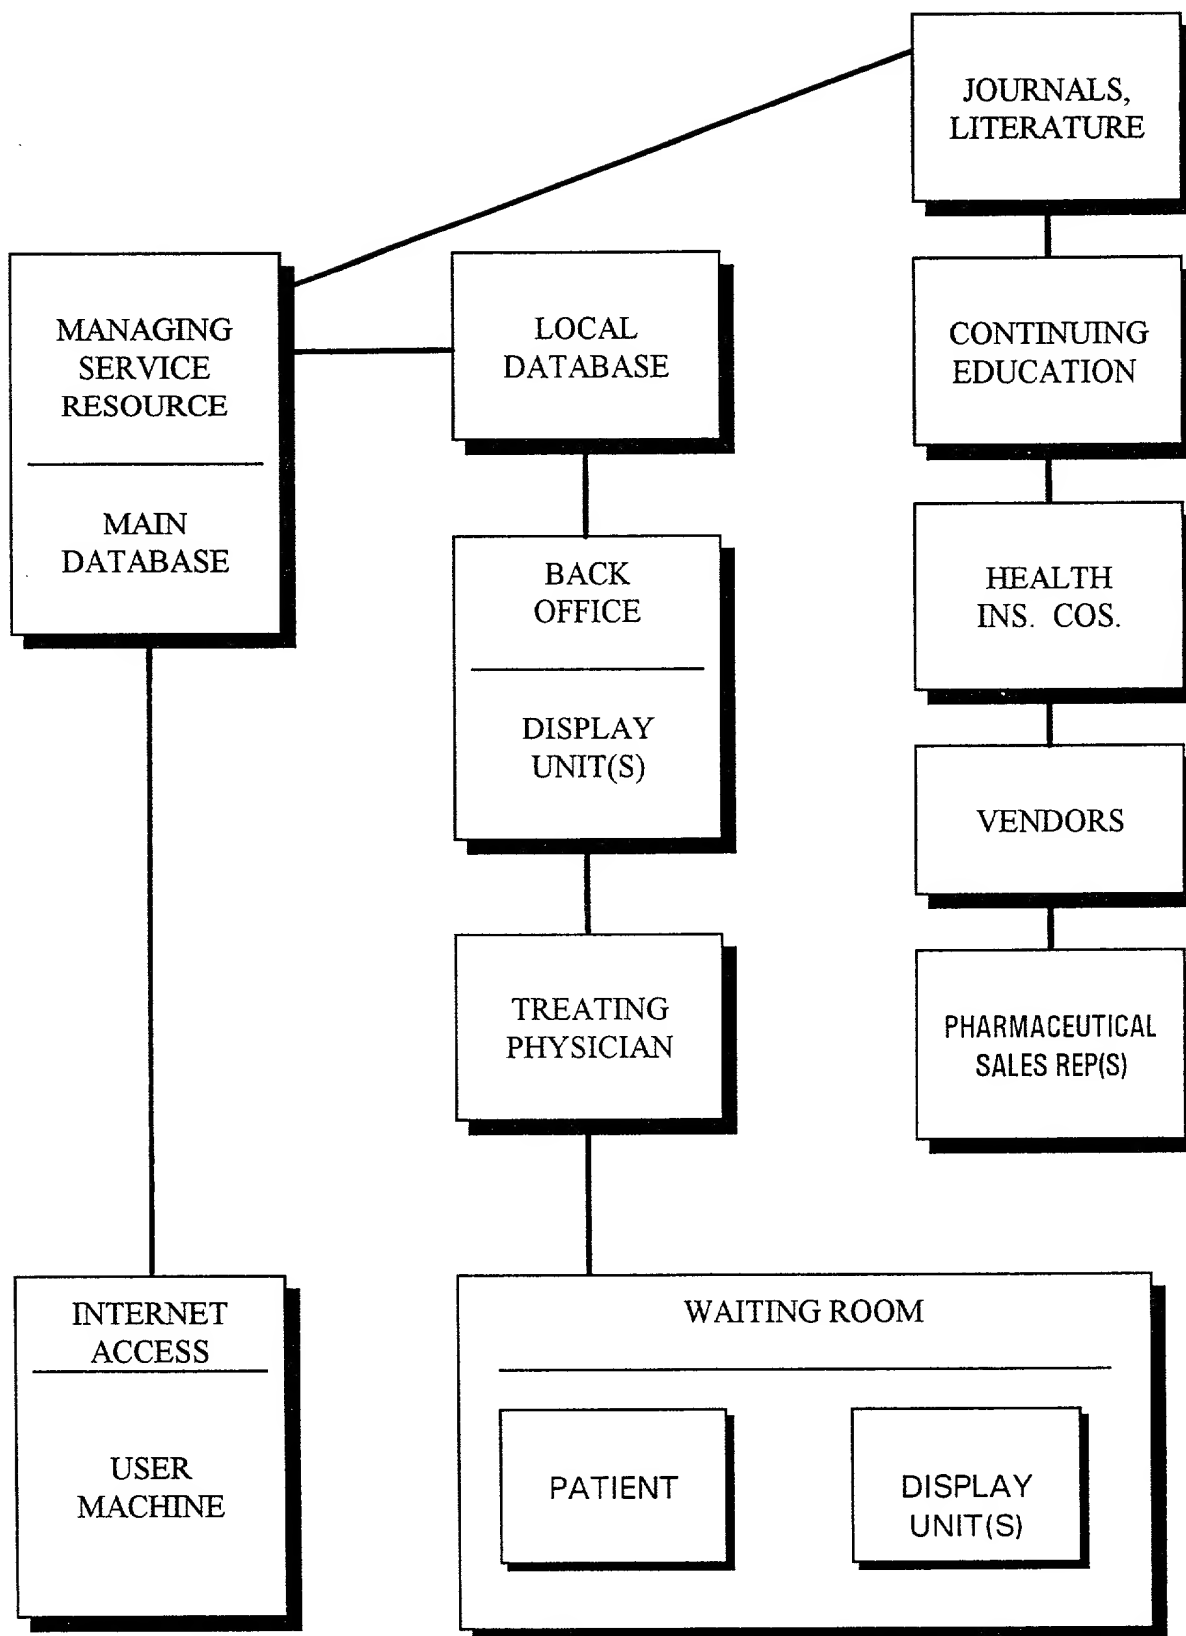 JOURNALS,
LITERATURE
MANAGING
SERVICE
RESOURCE
MAIN
DATABASE
LOCAL
DATABASE
CONTINUING
EDUCATION
BACK
OFFICE
DISPLAY
UNIT(S)
HEALTH
INS. COS.
VENDORS
TREATING
PHYSICIAN
PHARMACEUTICAL
SALES REP(S)
INTERNET
ACCESS
USER
MACHINE
WAITING ROOM
PATIENT
DISPLAY
UNIT(S)